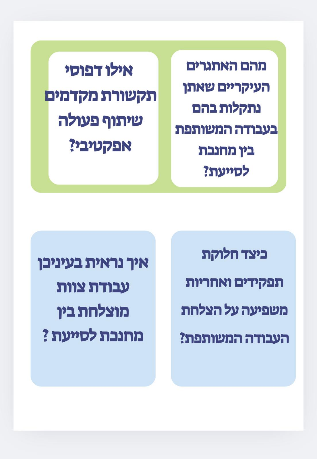 מהם האתגרים
העיקריים שאתן
נתקלות בהם
בעבודה המשותפת
בין מחנכת
לסייעת?
אילו דפוסי
תקשורת מקדמים
שיתוף פעולה
אפקטיבי?
כיצד חלוקת
תפקידים ואחריות
משפיעה על הצלחת
העבודה המשותפת?
איך נראית בעיניכן
עבודת צוות
מוצלחת בין
מחנכת לסייעת ?